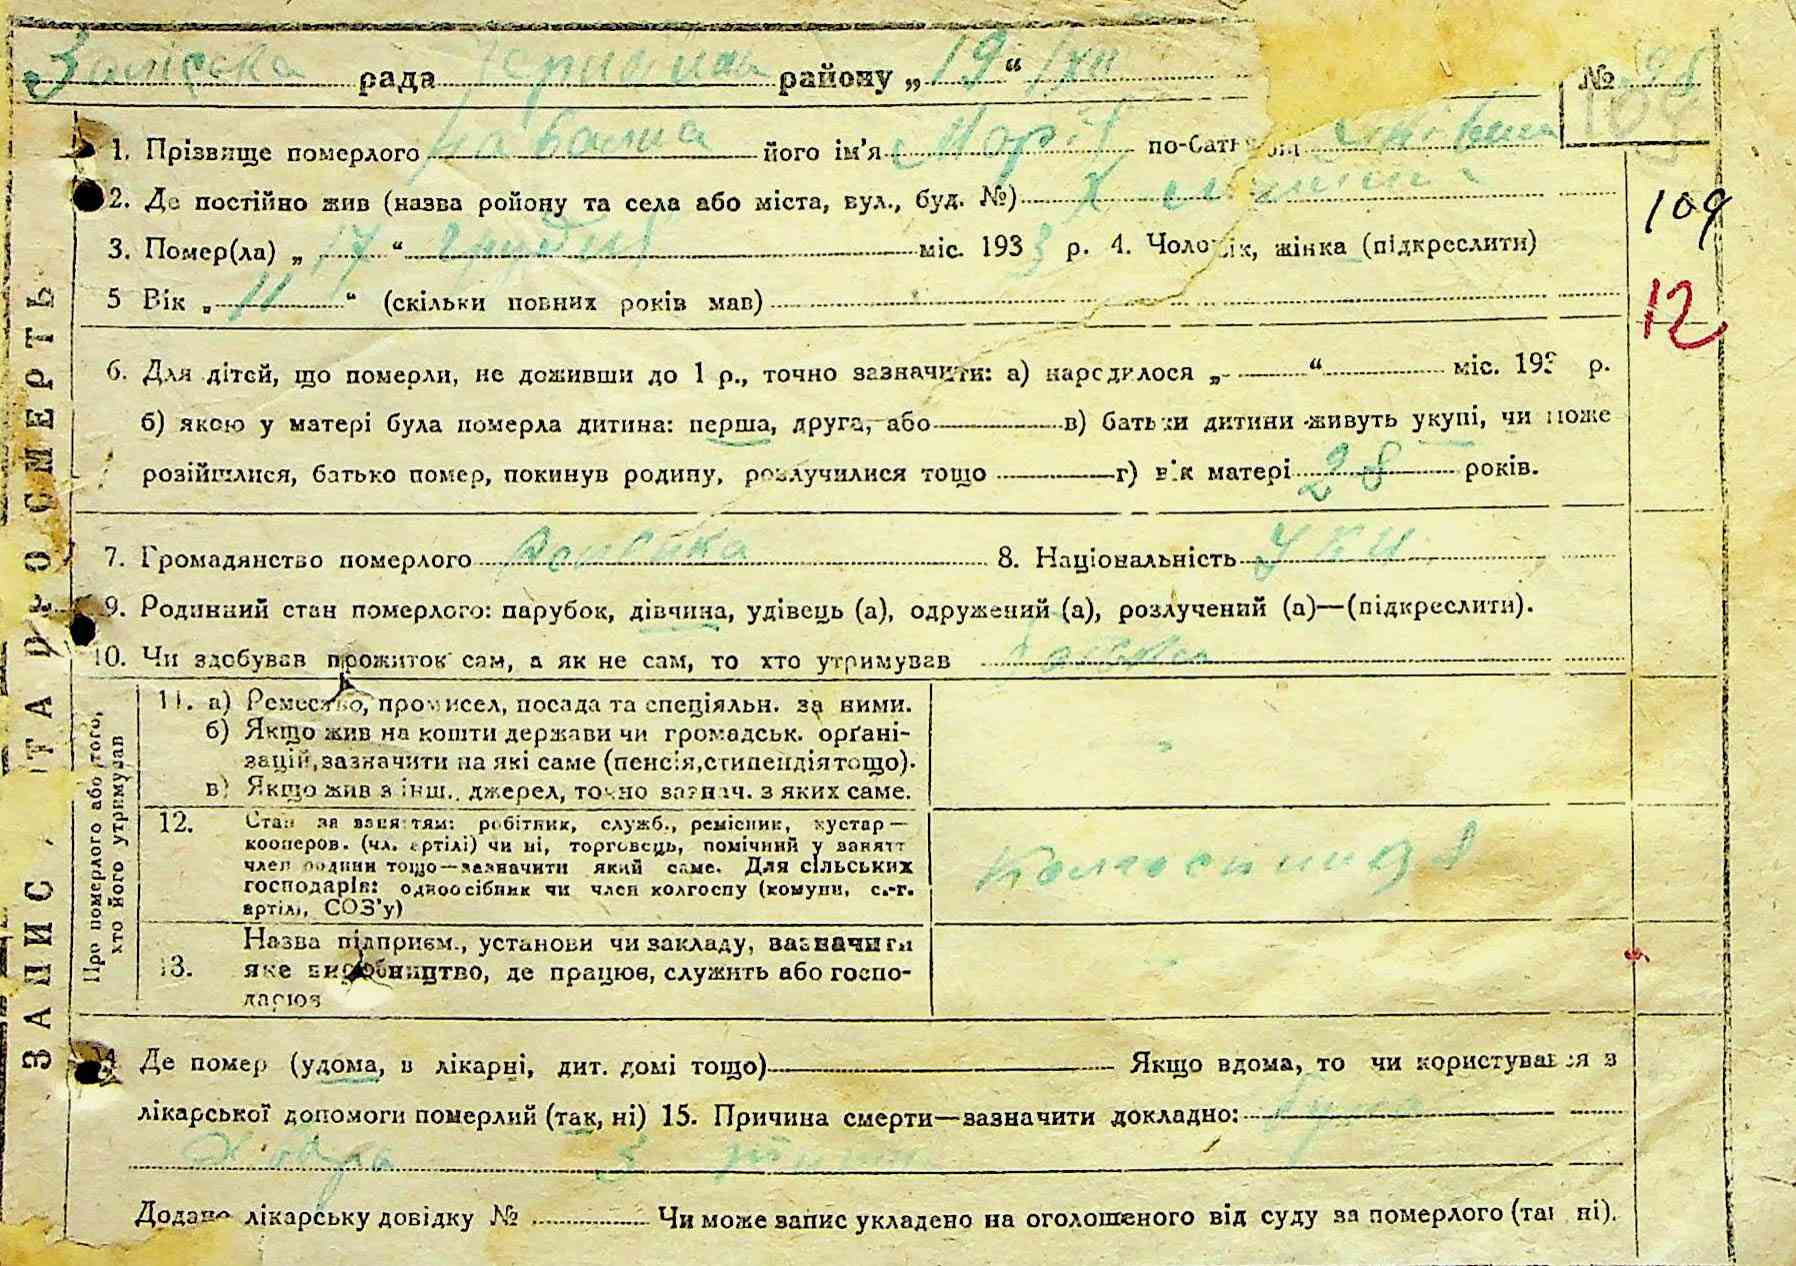 рада району „19“ XII №98
109
1. Прізвище померлого його ім'я Марія по-батькові
2. Де постійно жив (назва району та села або міста, вул., буд. №)
109
3. Помер(ла) „17“ грудня міс. 1933 р. 4. Чоловік, жінка (підкреслити)
5 Вік „11“ (скільки повних років мав)
12
6. Для дітей, що померли, не доживши до 1 р., точно зазначити: а) народилося „ “ міс. 193 р.
б) якою у матері була померла дитина: перша, друга, або в) батьки дитини живуть укупі, чи може
розійшлися, батько помер, покинув родину, розлучилися тощо г) вік матері 28 років.
7. Громадянство померлого 8. Національність Укр.
9. Родинний стан померлого: парубок, дівчина, удівець (а), одружений (а), розлучений (а)—(підкреслити).
10. Чи здобував прожиток сам, а як не сам, то хто утримував батько
ЗАПИС ПРО СМЕРТЬ
Про померлого або того, хто його утримував
11. а) Ремесло, промисел, посада та спеціяльн. за ними.
б) Якщо жив на кошти держави чи громадськ. орґані-
зацій, зазначити на які саме (пенсія, стипендія тощо).
в) Якщо жив з інш. джерел, точно зазнач. з яких саме.
12. Стан за заняттям: робітник, служб., ремісник, кустар—
кооперов. (чл. артілі) чи ні, торговець, помічний у занятт
член родини тощо—зазначити який саме. Для сільських
господарів: одноосібник чи член колгоспу (комуни, с.-г.
артілі, СОЗ'у)
Колгоспниця
13. Назва підприєм., установи чи закладу, зазначити
яке виробництво, де працює, служить або госпо-
дарює
14 Де помер (удома, в лікарні, дит. домі тощо) Якщо вдома, то чи користувався з
лікарської допомоги померлий (так, ні) 15. Причина смерти—зазначити докладно:
Додано лікарську довідку № Чи може запис укладено на оголошеного від суду за померлого (так ні).